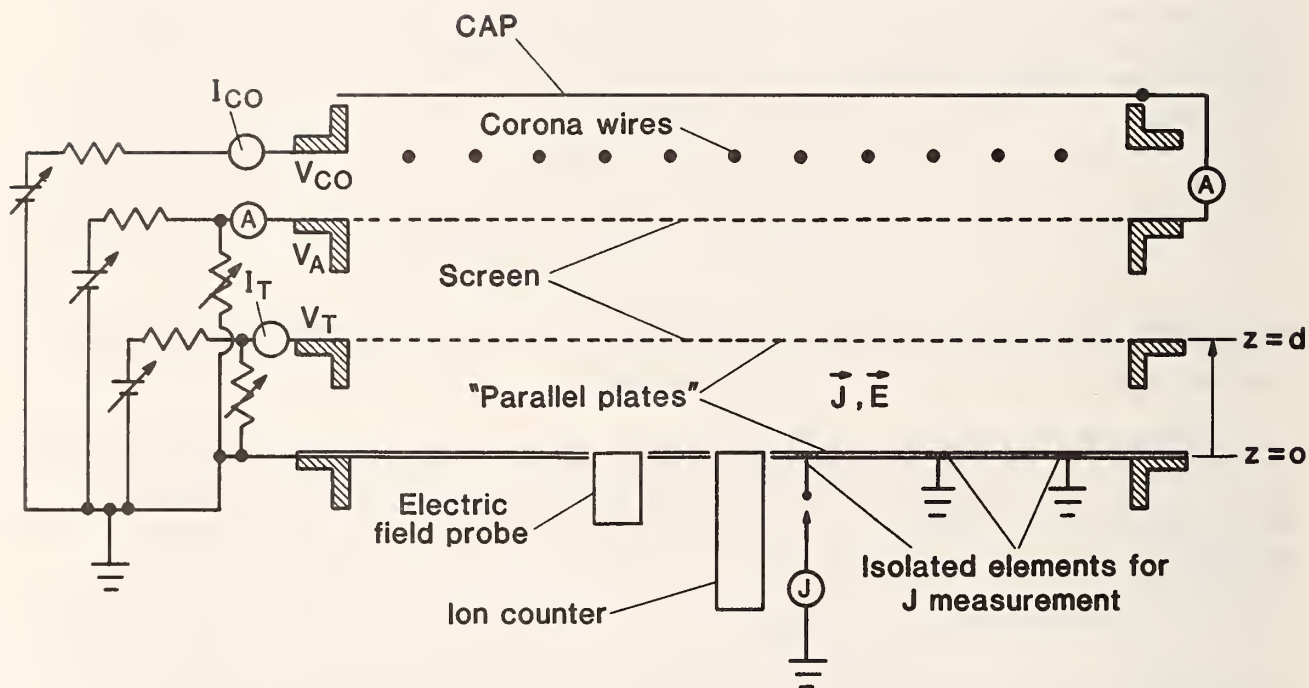 CAP
I_CO
Corona wires
V_CO
A
A
V_A
Screen
I_T
V_T
z=d
"Parallel plates"
J, E
z=o
Electric
field probe
Isolated elements for
J measurement
J
Ion counter